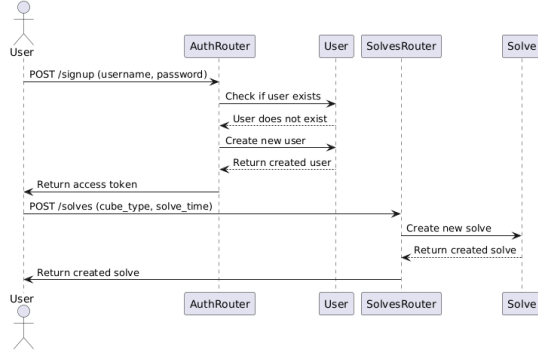 User
AuthRouter
User
SolvesRouter
Solve
POST /signup (username, password)
Check if user exists
User does not exist
Create new user
Return created user
Return access token
POST /solves (cube_type, solve_time)
Create new solve
Return created solve
Return created solve
User
AuthRouter
User
SolvesRouter
Solve